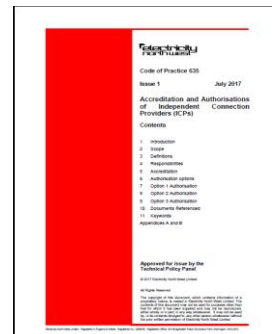 electricity
northwest
Code of Practice 635
Issue 1 July 2017
Accreditation and Authorisations
of Independent Connection
Providers (ICPs)
Contents
1 Introduction
2 Scope
3 Definitions
4 Responsibilities
5 Accreditation
6 Authorisation options
7 Option 1 Authorisation
8 Option 2 Authorisation
9 Option 3 Authorisation
10 Documents Referenced
11 Keywords
Appendices A and B
Approved for issue by the
Technical Policy Panel
© 2017 Electricity North West Limited
All Rights Reserved